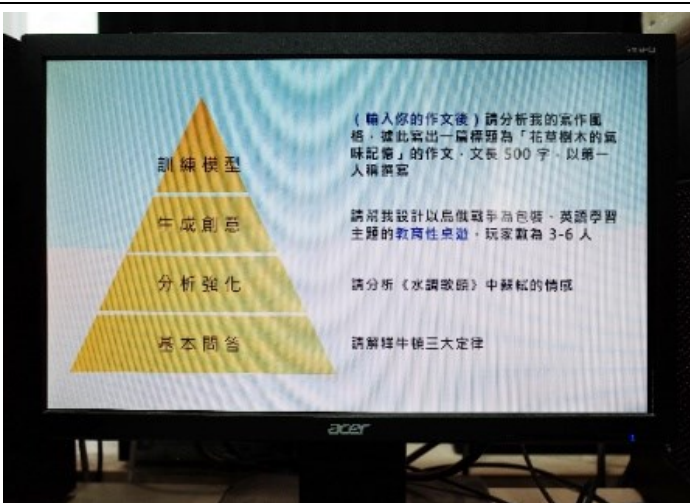 訓練模型
(輸入你的作文後)請分析我的寫作風
格,據此寫出一篇標題為「花草樹木的氣
味記憶」的作文,文長 500 字,以第一
人稱撰寫
生成創意
請幫我設計以烏俄戰爭為包裝、英語學習
主題的教育性桌遊,玩家數為 3-6 人
分析強化
請分析《水調歌頭》中蘇軾的情感
基本問答
請解釋牛頓三大定律
acer